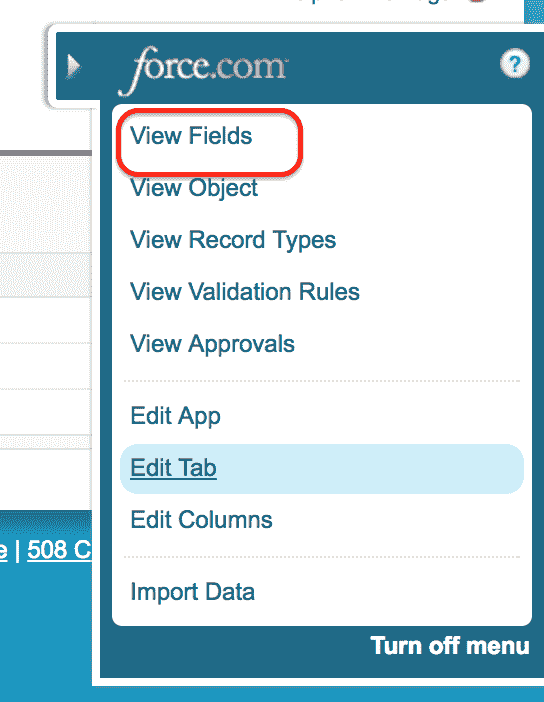 force.com
?
View Fields
View Object
View Record Types
View Validation Rules
View Approvals
Edit App
Edit Tab
Edit Columns
e | 508 C
Import Data
Turn off menu